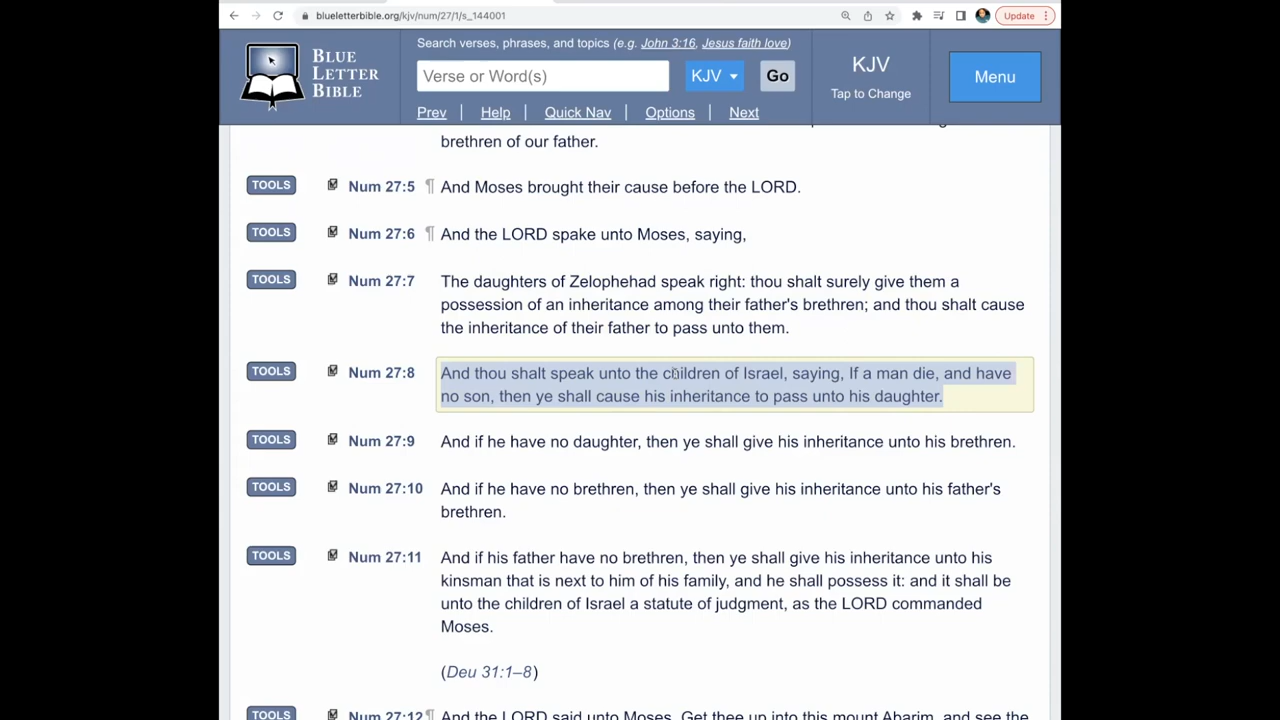 blueletterbible.org/kjv/num/27/1/s_144001
Update
BLUE
LETTER
BIBLE
Search verses, phrases, and topics (e.g. John 3:16, Jesus faith love)
Verse or Word(s)
KJV
Go
Prev | Help | Quick Nav | Options | Next
KJV
Tap to Change
Menu
brethren of our father.
TOOLS Num 27:5 ¶ And Moses brought their cause before the LORD.
TOOLS Num 27:6 ¶ And the LORD spake unto Moses, saying,
TOOLS Num 27:7 The daughters of Zelophehad speak right: thou shalt surely give them a
possession of an inheritance among their father's brethren; and thou shalt cause
the inheritance of their father to pass unto them.
TOOLS Num 27:8 And thou shalt speak unto the children of Israel, saying, If a man die, and have
no son, then ye shall cause his inheritance to pass unto his daughter.
TOOLS Num 27:9 And if he have no daughter, then ye shall give his inheritance unto his brethren.
TOOLS Num 27:10 And if he have no brethren, then ye shall give his inheritance unto his father's
brethren.
TOOLS Num 27:11 And if his father have no brethren, then ye shall give his inheritance unto his
kinsman that is next to him of his family, and he shall possess it: and it shall be
unto the children of Israel a statute of judgment, as the LORD commanded
Moses.
(Deu 31:1–8)
TOOLS Num 27:12 ¶ And the LORD said unto Moses, Get thee up into this mount Abarim, and see the